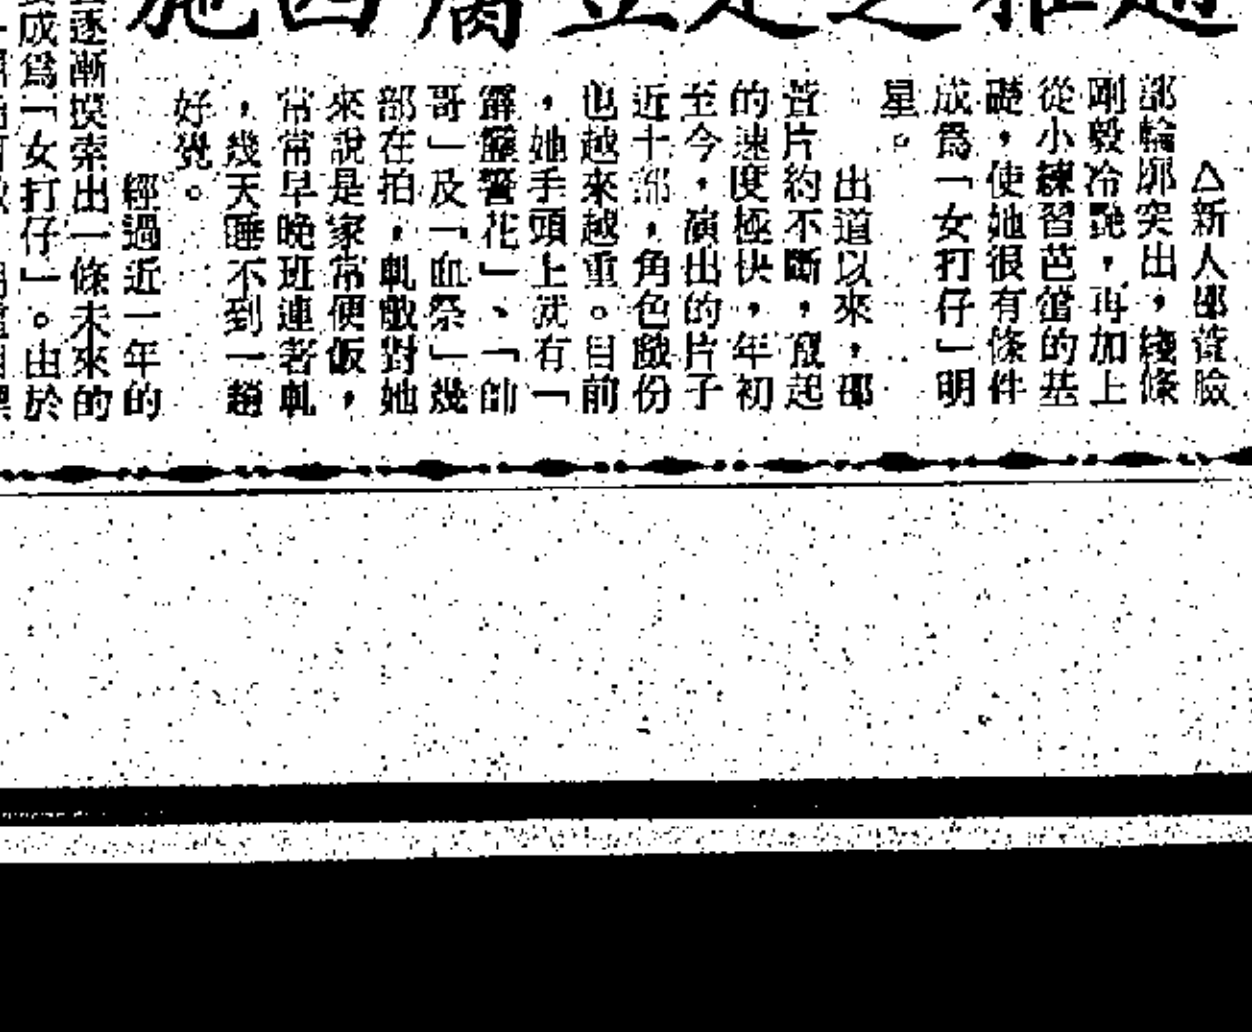 △新人邵萱臉
部輪廓突出，綫條
剛毅冷艷，再加上
從小練習芭蕾的基
礎，使她很有條件
成爲「女打仔」明
星。
出道以來，邵
萱片約不斷，竄起
的速度極快，年初
至今，演出的片子
近十部，角色戲份
也越來越重。目前
，她手頭上就有「
霹靂警花」、「帥
哥」及「血祭」幾
部在拍，軋戲對她
來說是家常便飯，
常常早晚班連著軋
，幾天睡不到一趟
好覺。
經過近一年的
逐漸摸索出一條未來的
成爲「女打仔」。由於